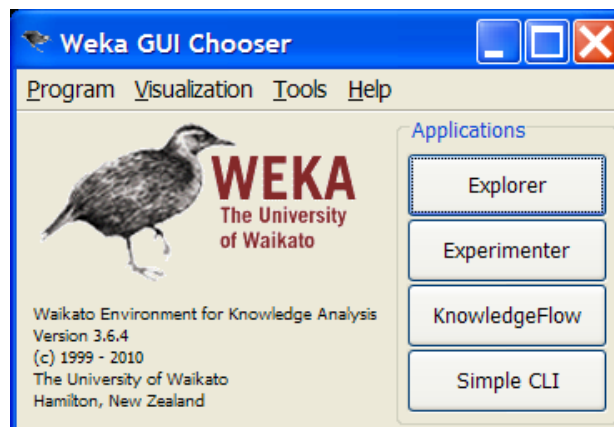 Weka GUI Chooser
Program Visualization Tools Help
WEKA
The University
of Waikato
Waikato Environment for Knowledge Analysis
Version 3.6.4
(c) 1999 - 2010
The University of Waikato
Hamilton, New Zealand
Applications
Explorer
Experimenter
KnowledgeFlow
Simple CLI